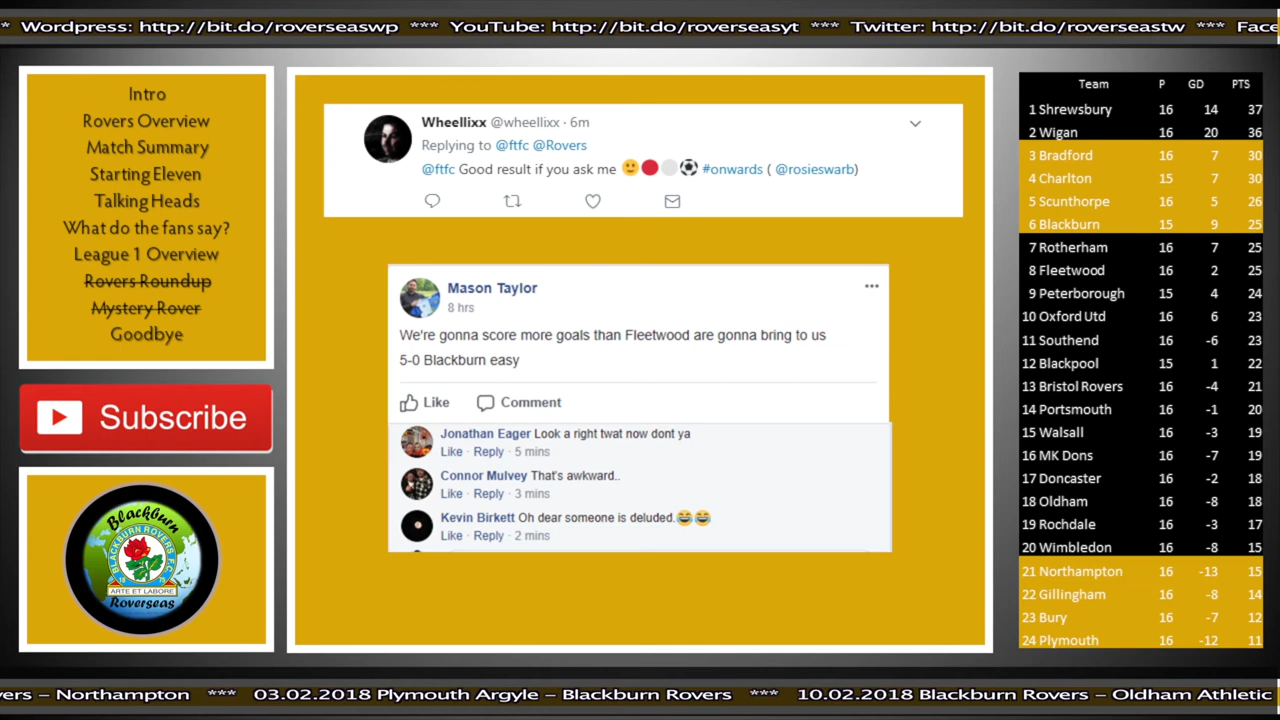 * Wordpress: http://bit.do/roverseaswp *** YouTube: http://bit.do/roverseasyt *** Twitter: http://bit.do/roverseastw *** Face
Intro
Rovers Overview
Match Summary
Starting Eleven
Talking Heads
What do the fans say?
League 1 Overview
Rovers Roundup
Mystery Rover
Goodbye
Subscribe
Blackburn
BLACKBURN ROVERS F.C.
18 75
ARTE ET LABORE
Roverseas
Wheellixx @wheellixx · 6m
Replying to @ftfc @Rovers
@ftfc Good result if you ask me 🙂🔴⚪⚽ #onwards ( @rosieswarb)
Mason Taylor
8 hrs
We're gonna score more goals than Fleetwood are gonna bring to us
5-0 Blackburn easy
Like Comment
Jonathan Eager Look a right twat now dont ya
Like · Reply · 5 mins
Connor Mulvey That's awkward..
Like · Reply · 3 mins
Kevin Birkett Oh dear someone is deluded.😂😂
Like · Reply · 2 mins
Team P GD PTS
1 Shrewsbury 16 14 37
2 Wigan 16 20 36
3 Bradford 16 7 30
4 Charlton 15 7 30
5 Scunthorpe 16 5 26
6 Blackburn 15 9 25
7 Rotherham 16 7 25
8 Fleetwood 16 2 25
9 Peterborough 15 4 24
10 Oxford Utd 16 6 23
11 Southend 16 -6 23
12 Blackpool 15 1 22
13 Bristol Rovers 16 -4 21
14 Portsmouth 16 -1 20
15 Walsall 16 -3 19
16 MK Dons 16 -7 19
17 Doncaster 16 -2 18
18 Oldham 16 -8 18
19 Rochdale 16 -3 17
20 Wimbledon 16 -8 15
21 Northampton 16 -13 15
22 Gillingham 16 -8 14
23 Bury 16 -7 12
24 Plymouth 16 -12 11
vers – Northampton *** 03.02.2018 Plymouth Argyle – Blackburn Rovers *** 10.02.2018 Blackburn Rovers – Oldham Athletic